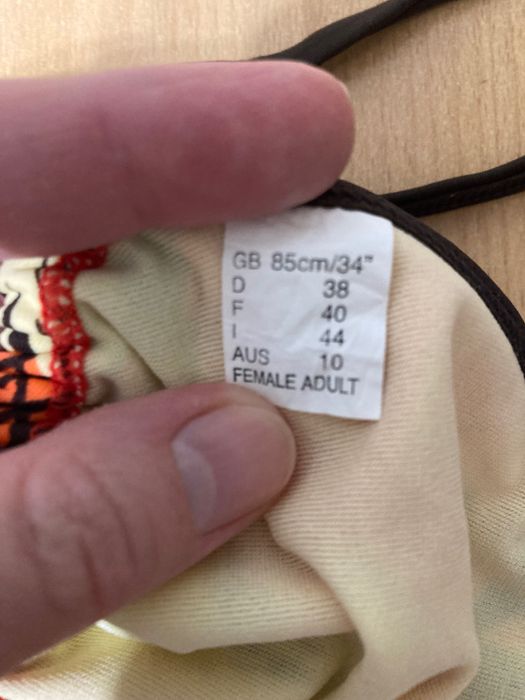 GB 85cm/34"
D 38
F 40
I 44
AUS 10
FEMALE ADULT